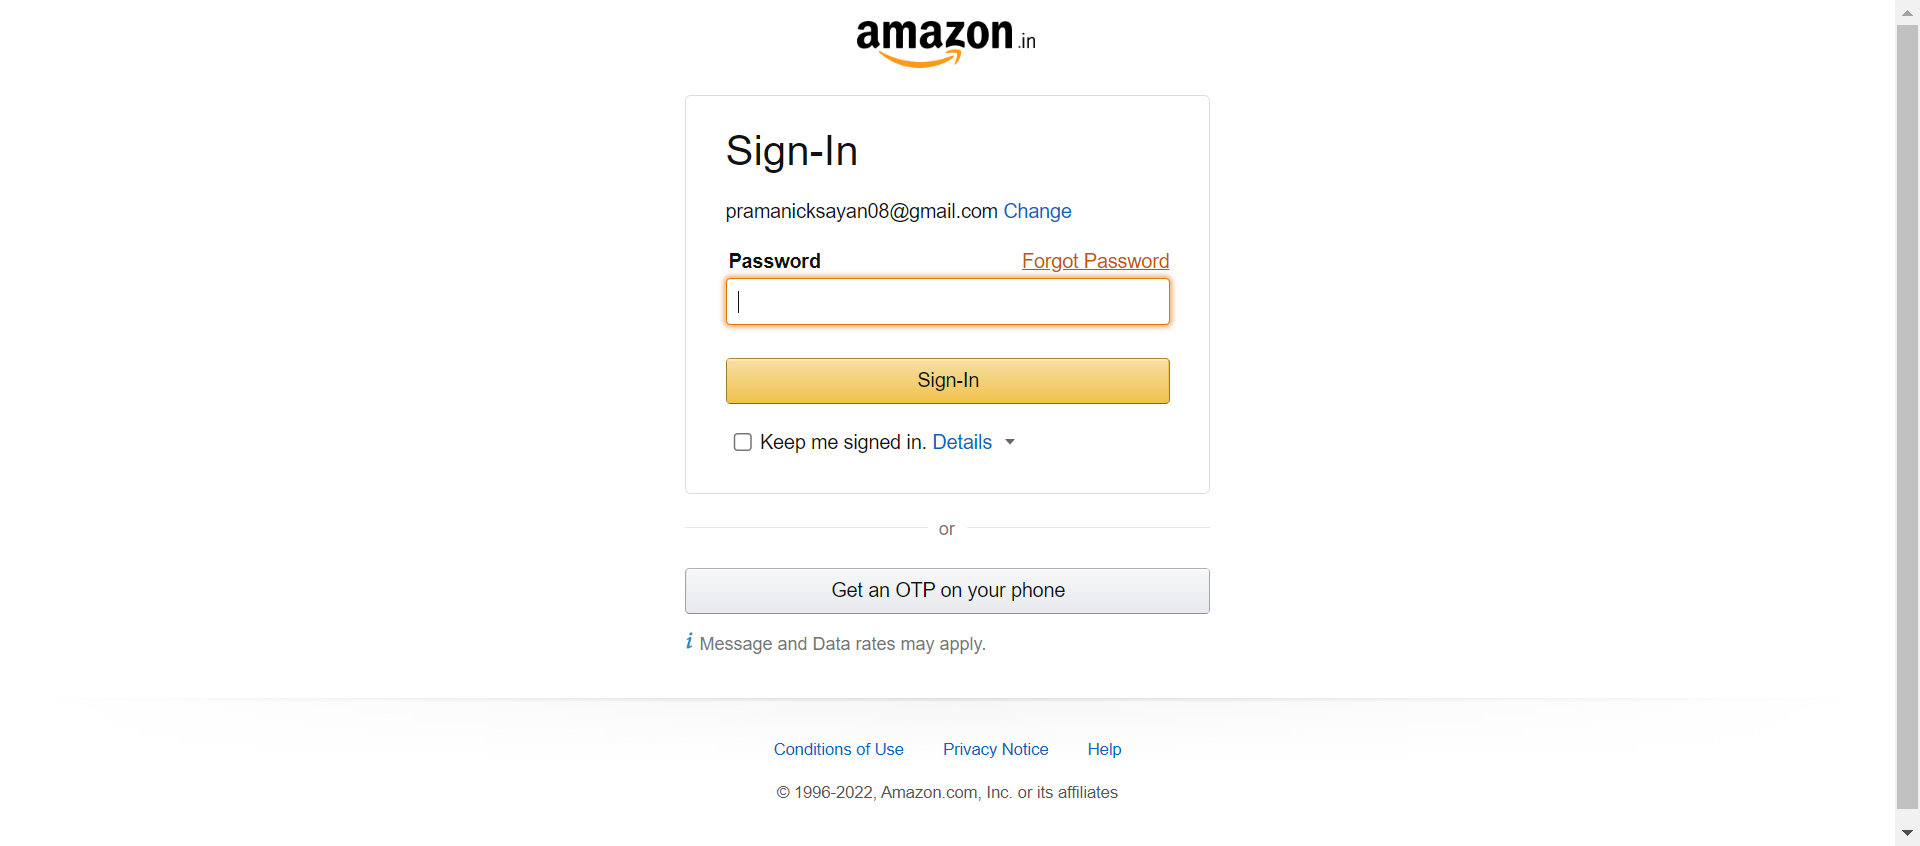 amazon.in
Sign-In
pramanicksayan08@gmail.com Change
Password Forgot Password
Sign-In
Keep me signed in. Details
or
Get an OTP on your phone
i Message and Data rates may apply.
Conditions of Use Privacy Notice Help
© 1996-2022, Amazon.com, Inc. or its affiliates